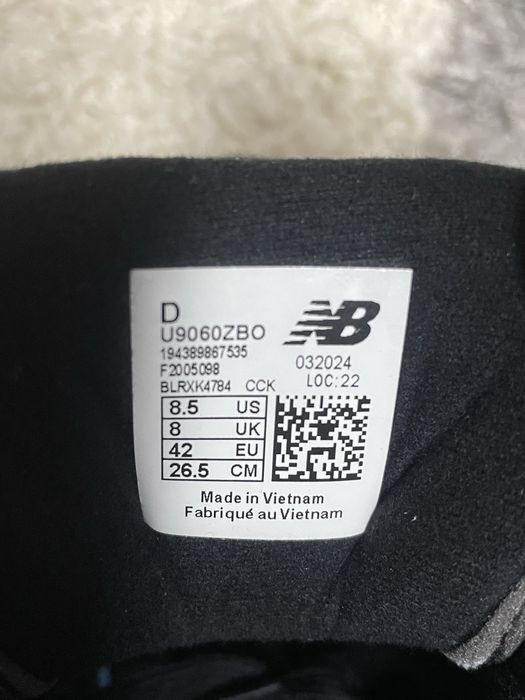 D
NB
U9060ZBO
194389867535
F2005098
032024
BLRXK4784 CCK
LOC:22
8.5 US
8 UK
42 EU
26.5 CM
Made in Vietnam
Fabriqué au Vietnam